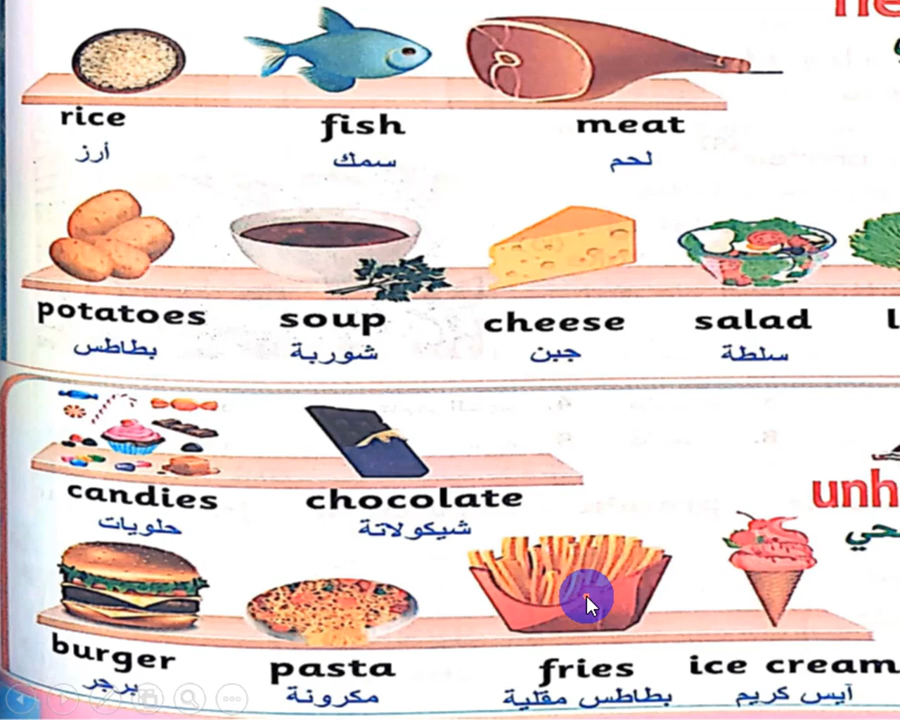 rice fish meat
أرز سمك لحم
potatoes soup cheese salad
بطاطس شوربة جبن سلطة
candies chocolate
حلويات شيكولاتة
burger pasta fries ice cream
برجر مكرونة بطاطس مقلية آيس كريم